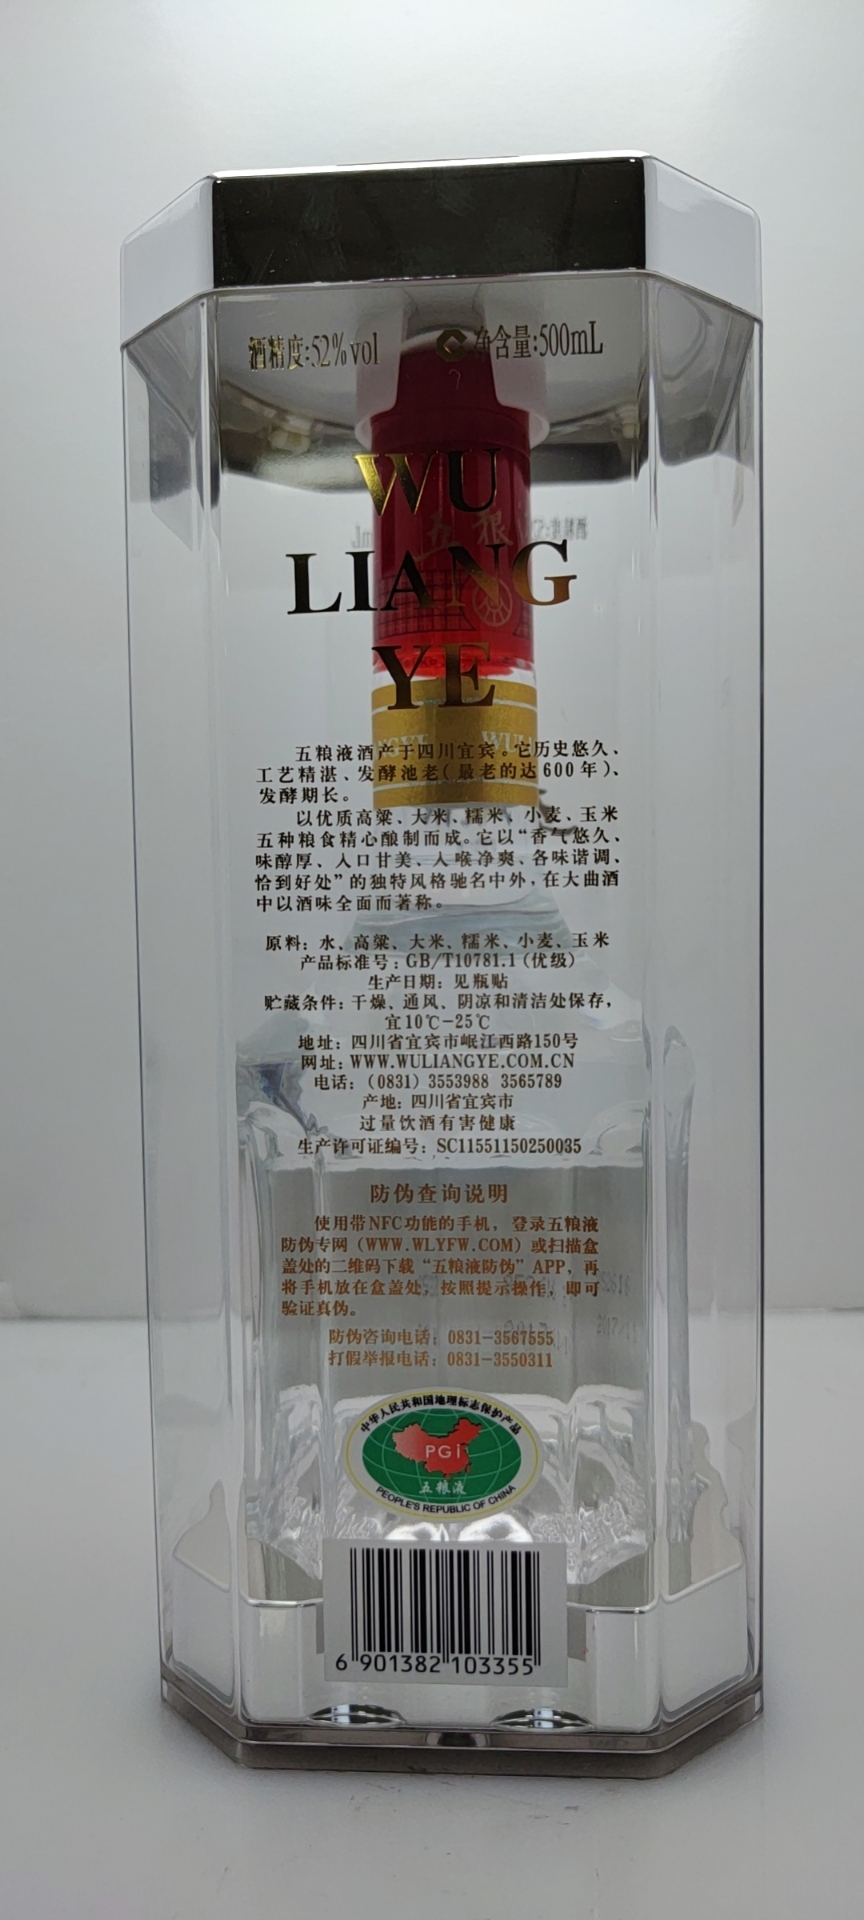 酒精度:52%vol 净含量:500mL
WU
LIANG
YE
五粮液酒产于四川宜宾。它历史悠久、
工艺精湛、发酵池老(最老的达600年)、
发酵期长。
以优质高粱、大米、糯米、小麦、玉米
五种粮食精心酿制而成。它以“香气悠久、
味醇厚、入口甘美、入喉净爽、各味谐调、
恰到好处”的独特风格驰名中外,在大曲酒
中以酒味全面而著称。
原料: 水、高粱、大米、糯米、小麦、玉米
产品标准号: GB/T10781.1(优级)
生产日期: 见瓶贴
贮藏条件: 干燥、通风、阴凉和清洁处保存,
宜10℃-25℃
地址: 四川省宜宾市岷江西路150号
网址: WWW.WULIANGYE.COM.CN
电话: (0831) 3553988 3565789
产地: 四川省宜宾市
过量饮酒有害健康
生产许可证编号: SC11551150250035
防伪查询说明
使用带NFC功能的手机, 登录五粮液
防伪专网 (WWW.WLYFW.COM) 或扫描盒
盖处的二维码下载“五粮液防伪”APP, 再
将手机放在盒盖处, 按照提示操作, 即可
验证真伪。
防伪咨询电话: 0831-3567555
打假举报电话: 0831-3550311
中华人民共和国地理标志保护产品
PGi
五粮液
PEOPLE'S REPUBLIC OF CHINA
6 901382 103355